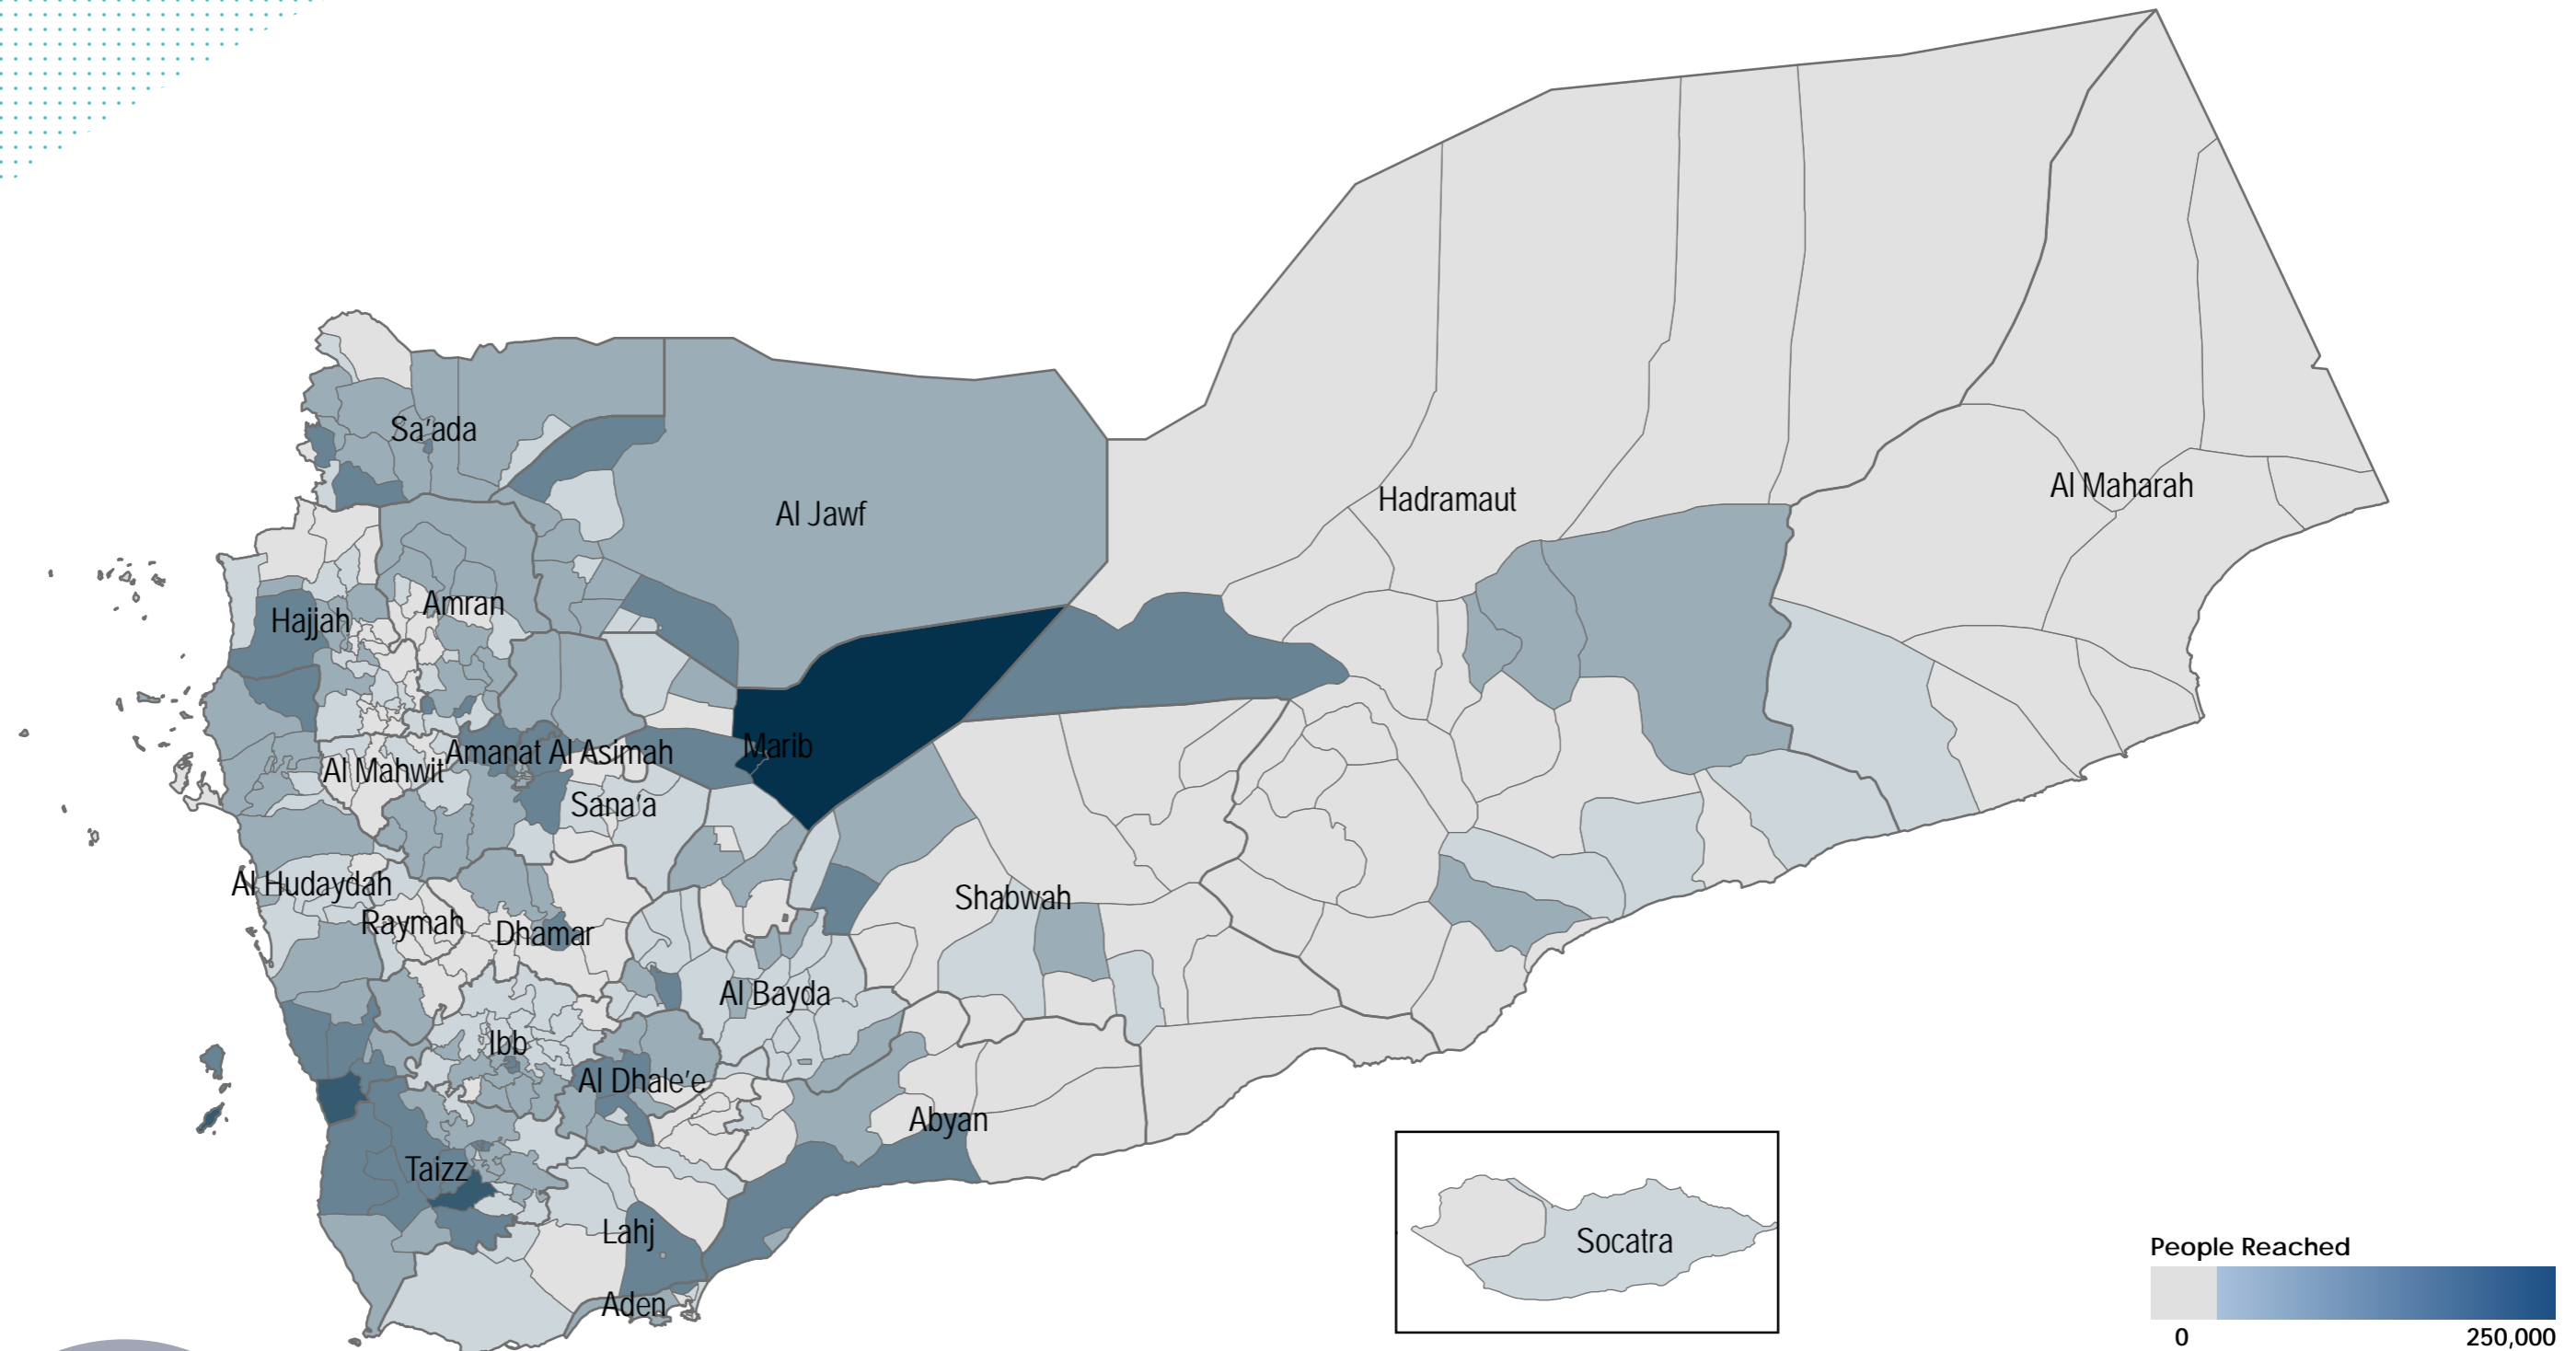 Sa'ada
Al Jawf
Hadramaut
Al Maharah
Hajjah
Amran
Amanat Al Asimah
Marib
Al Mahwit
Sana'a
Al Hudaydah
Raymah
Dhamar
Shabwah
Al Bayda
Ibb
Al Dhale'e
Abyan
Taizz
Lahj
Aden
Socatra
People Reached
0
250,000